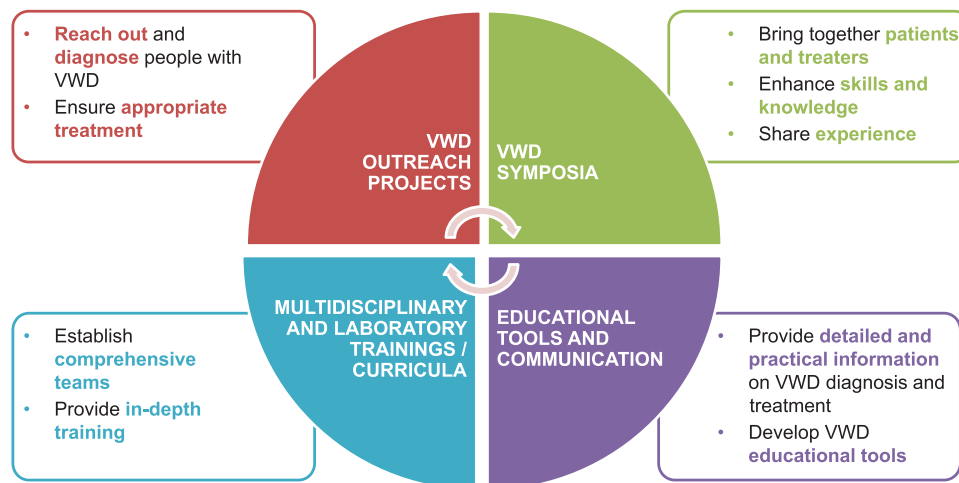 • Reach out and
diagnose people with
VWD
• Ensure appropriate
treatment
VWD
OUTREACH
PROJECTS
VWD
SYMPOSIA
• Bring together patients
and treaters
• Enhance skills and
knowledge
• Share experience
• Establish
comprehensive
teams
• Provide in-depth
training
MULTIDISCIPLINARY
AND LABORATORY
TRAININGS /
CURRICULA
EDUCATIONAL
TOOLS AND
COMMUNICATION
• Provide detailed and
practical information
on VWD diagnosis and
treatment
• Develop VWD
educational tools